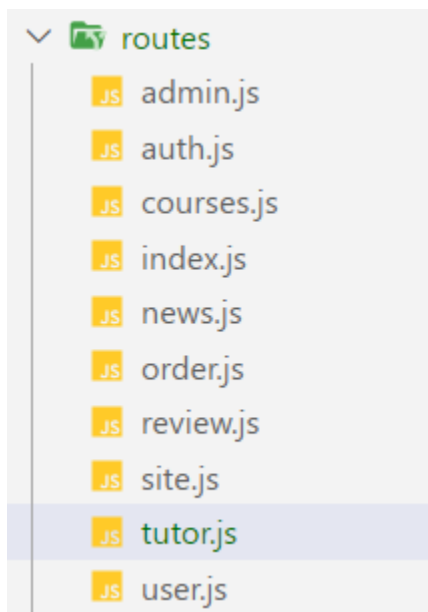 routes
JS admin.js
JS auth.js
JS courses.js
JS index.js
JS news.js
JS order.js
JS review.js
JS site.js
JS tutor.js
JS user.js